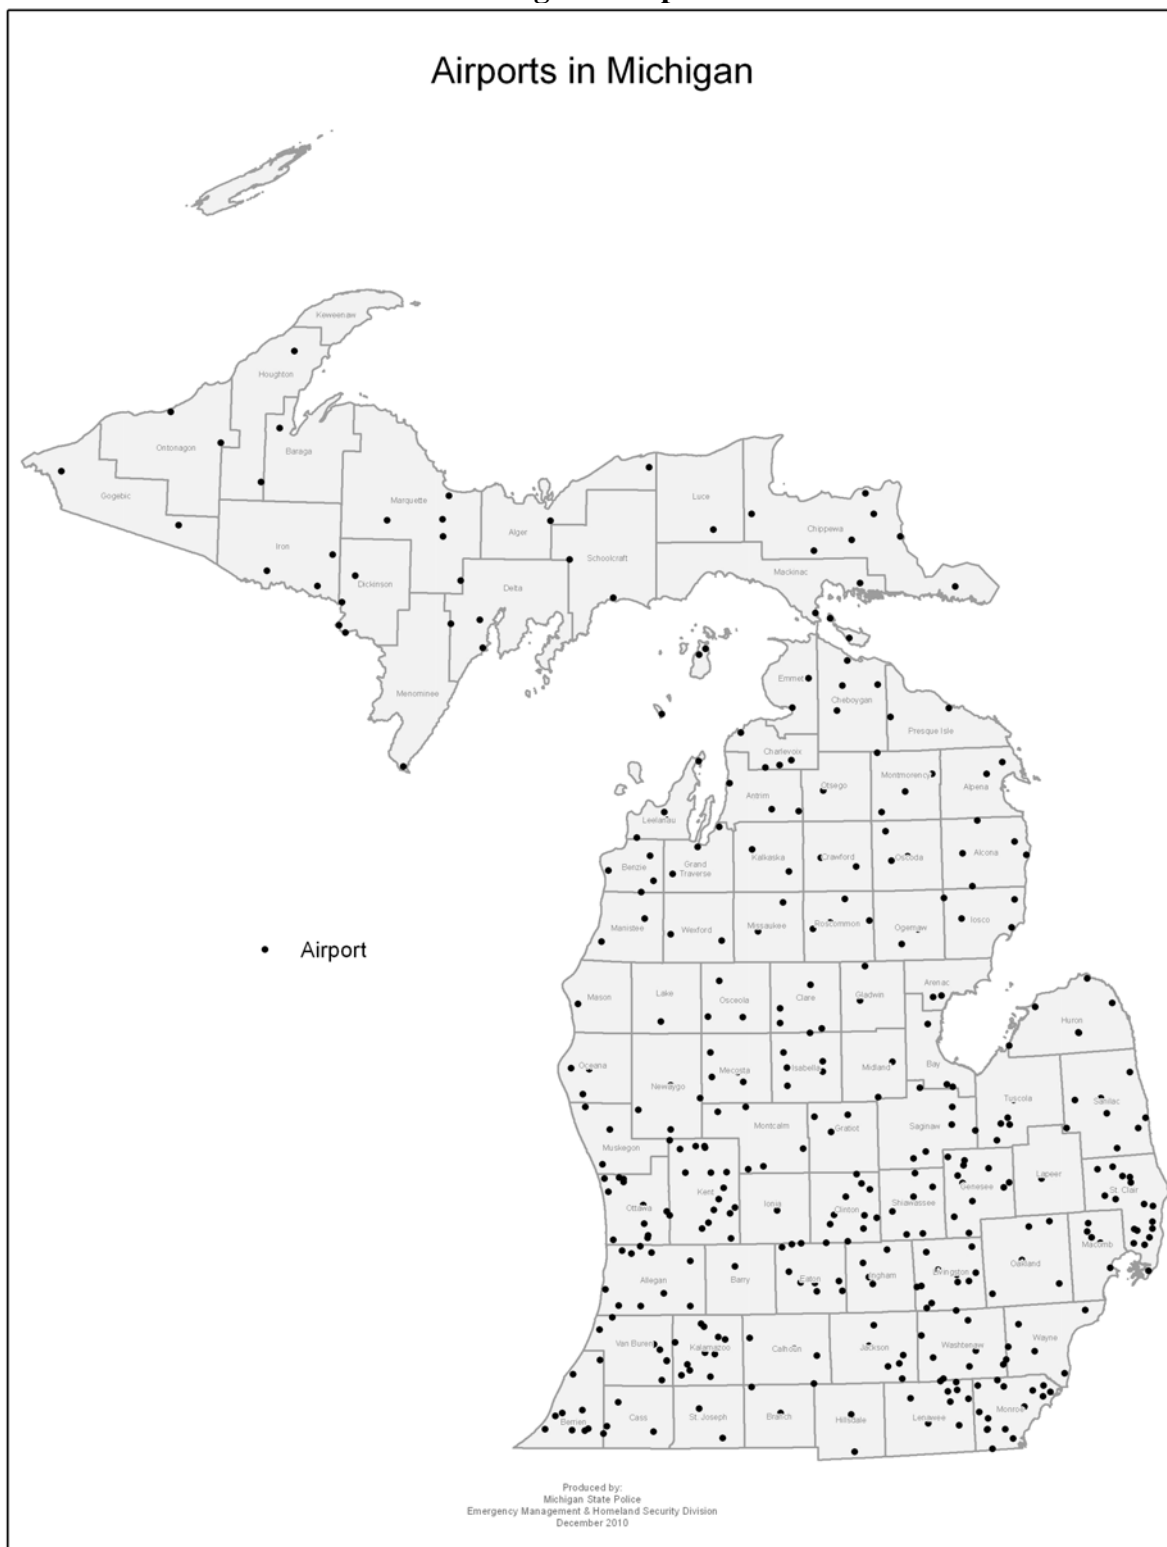 Airports in Michigan
Keweenaw
Houghton
Ontonagon
Baraga
Gogebic
Marquette
Luce
Alger
Chippewa
Iron
Schoolcraft
Dickinson
Mackinac
Delta
Menominee
Emmet
Cheboygan
Presque Isle
Charlevoix
Montmorency
Otsego
Alpena
Antrim
Leelanau
Kalkaska
Crawford
Oscoda
Alcona
Benzie
Grand
Traverse
Manistee
Wexford
Missaukee
Roscommon
Ogemaw
Iosco
Airport
Mason
Lake
Osceola
Clare
Gladwin
Arenac
Huron
Oceana
Newaygo
Mecosta
Isabella
Midland
Bay
Tuscola
Sanilac
Muskegon
Montcalm
Gratiot
Saginaw
Lapeer
Ottawa
Kent
Ionia
Clinton
Shiawassee
Genesee
St. Clair
Macomb
Allegan
Barry
Eaton
Ingham
Livingston
Oakland
Van Buren
Kalamazoo
Calhoun
Jackson
Washtenaw
Wayne
Berrien
Cass
St. Joseph
Branch
Hillsdale
Lenawee
Monroe
Produced by:
Michigan State Police
Emergency Management & Homeland Security Division
December 2010